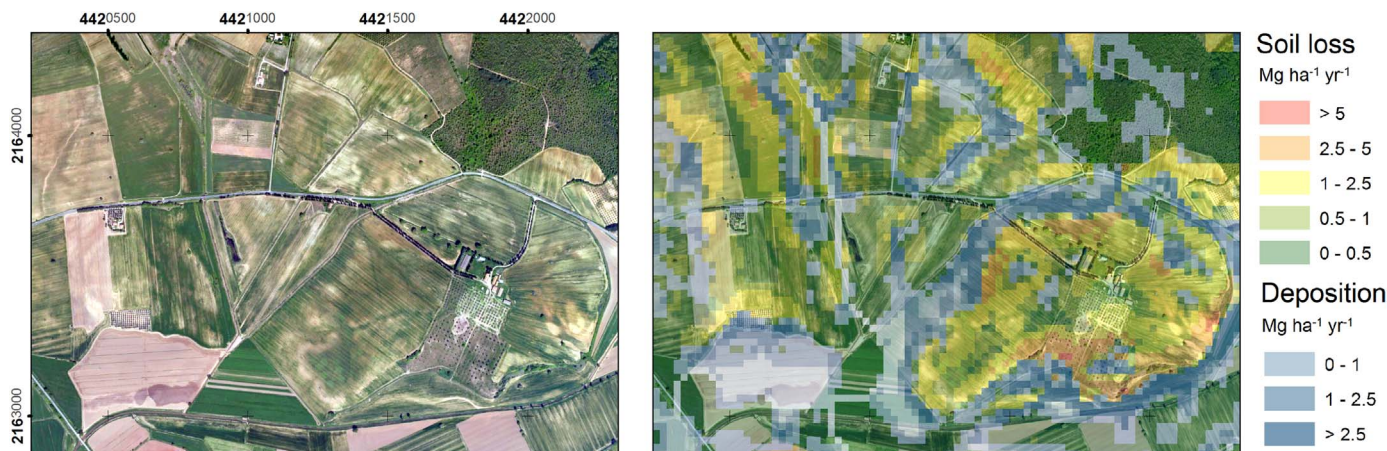 4420500 4421000 4421500 4422000
2164000
2163000
Soil loss
Mg ha⁻¹ yr⁻¹
> 5
2.5 - 5
1 - 2.5
0.5 - 1
0 - 0.5
Deposition
Mg ha⁻¹ yr⁻¹
0 - 1
1 - 2.5
> 2.5